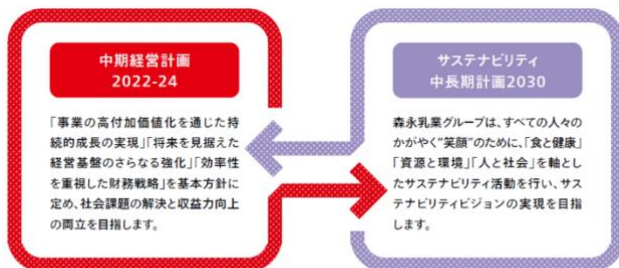 中期経営計画
2022-24
「事業の高付加価値化を通じた持
続的成長の実現」「将来を見据えた
経営基盤のさらなる強化」「効率性
を重視した財務戦略」を基本方針に
定め、社会課題の解決と収益力向上
の両立を目指します。
サステナビリティ
中長期計画2030
森永乳業グループは、すべての人々の
かがやく“笑顔”のために、「食と健康」
「資源と環境」「人と社会」を軸とし
たサステナビリティ活動を行い、サス
テナビリティビジョンの実現を目指
します。